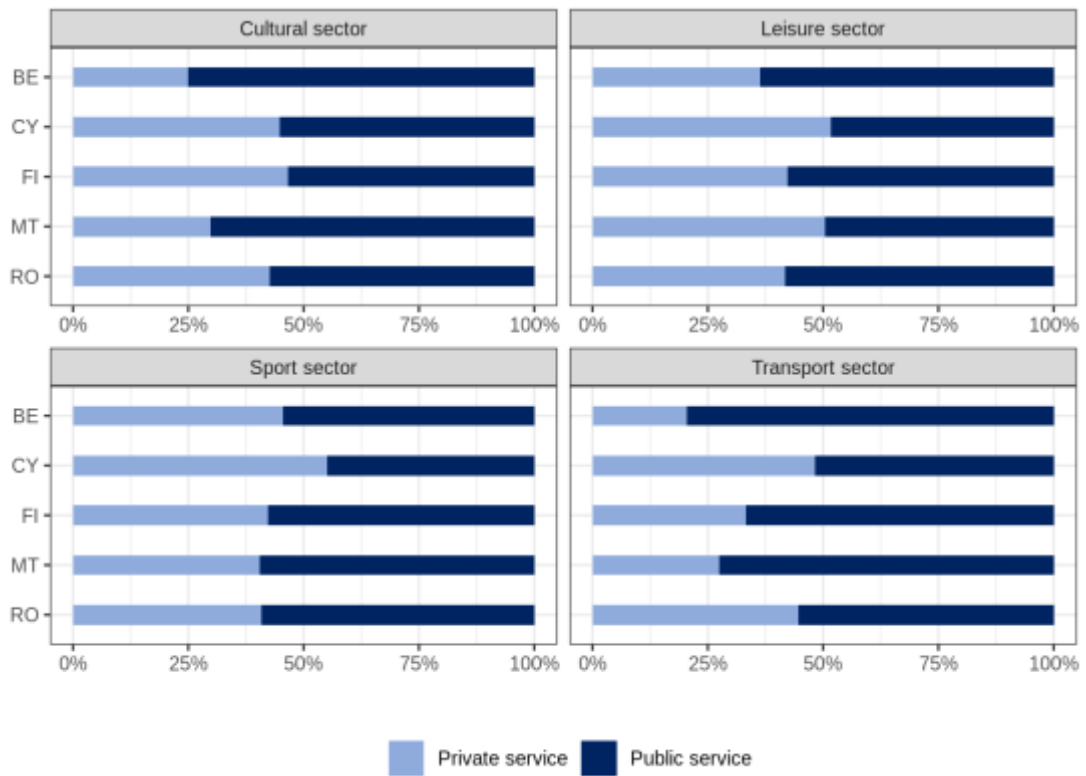 Cultural sector
Leisure sector
BE
CY
FI
MT
RO
0% 25% 50% 75% 100%
0% 25% 50% 75% 100%
Sport sector
Transport sector
BE
CY
FI
MT
RO
0% 25% 50% 75% 100%
0% 25% 50% 75% 100%
Private service Public service